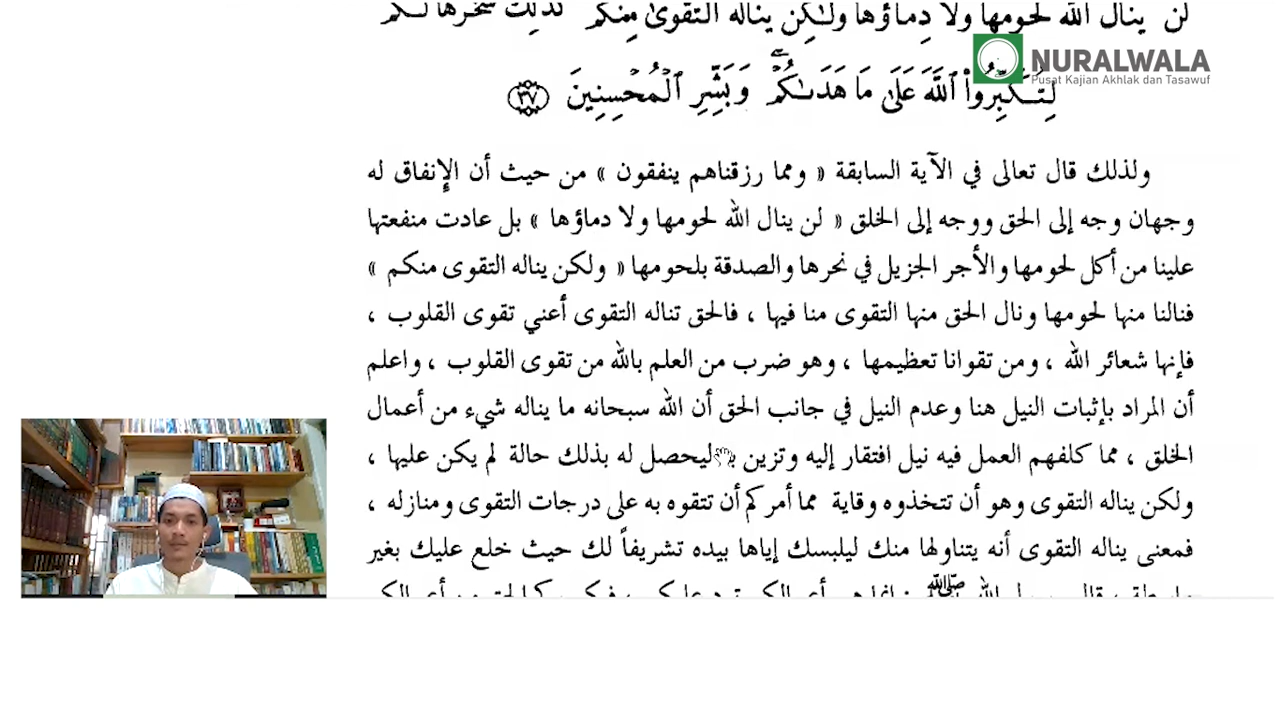 لن ينال الله لحومها ولا دماؤها ولكن يناله التقوى منكم كذلك سخرها لكم
NURALWALA
Pusat Kajian Akhlak dan Tasawuf
لِتُكَبِّرُوا۟ ٱللَّهَ عَلَىٰ مَا هَدَىٰكُمْ ۗ وَبَشِّرِ ٱلْمُحْسِنِينَ ﴿٣٧﴾
ولذلك قال تعالى في الآية السابقة « ومما رزقناهم ينفقون » من حيث أن الإنفاق له
وجهان وجه إلى الحق ووجه إلى الخلق « لن ينال الله لحومها ولا دماؤها » بل عادت منفعتها
علينا من أكل لحومها والأجر الجزيل في نحرها والصدقة بلحومها « ولكن يناله التقوى منكم »
فنالنا منها لحومها ونال الحق منها التقوى منا فيها ، فالحق تناله التقوى أعني تقوى القلوب ،
فإنها شعائر الله ، ومن تقوانا تعظيمها ، وهو ضرب من العلم بالله من تقوى القلوب ، واعلم
أن المراد بإثبات النيل هنا وعدم النيل في جانب الحق أن الله سبحانه ما يناله شيء من أعمال
الخلق ، مما كلفهم العمل فيه نيل افتقار إليه وتزين ليحصل له بذلك حالة لم يكن عليها ،
ولكن يناله التقوى وهو أن تتخذوه وقاية مما أمركم أن تتقوه به على درجات التقوى ومنازله ،
فمعنى يناله التقوى أنه يتناولها منك ليلبسك إياها بيده تشريفاً لك حيث خلع عليك بغير